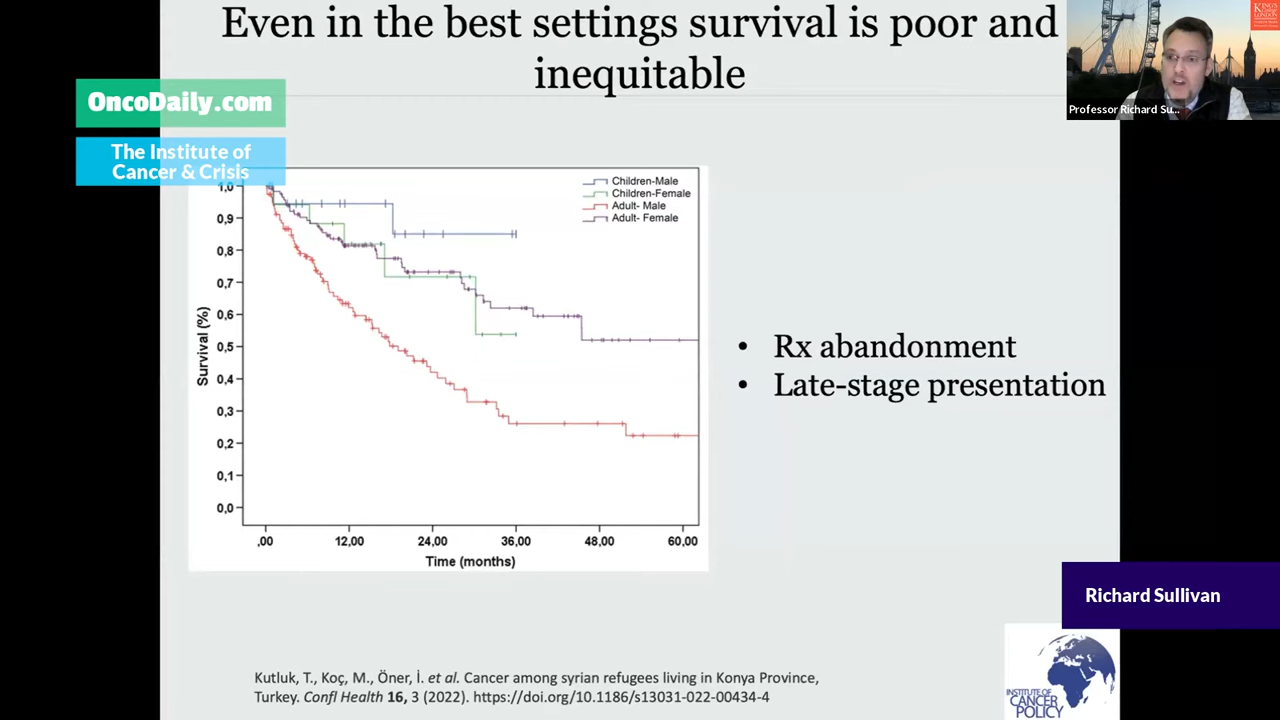 Even in the best settings survival is poor and
inequitable
OncoDaily.com
The Institute of
Cancer & Crisis
KING'S
College
LONDON
Professor Richard Su...
Children-Male
Children-Female
Adult- Male
Adult- Female
1,0
0,9
0,8
0,7
0,6
0,5
0,4
0,3
0,2
0,1
0,0
Survival (%)
,00
12,00
24,00
36,00
48,00
60,00
Time (months)
• Rx abandonment
• Late-stage presentation
Richard Sullivan
Kutluk, T., Koç, M., Öner, İ. et al. Cancer among syrian refugees living in Konya Province,
Turkey. Confl Health 16, 3 (2022). https://doi.org/10.1186/s13031-022-00434-4
INSTITUTE OF
CANCER
POLICY